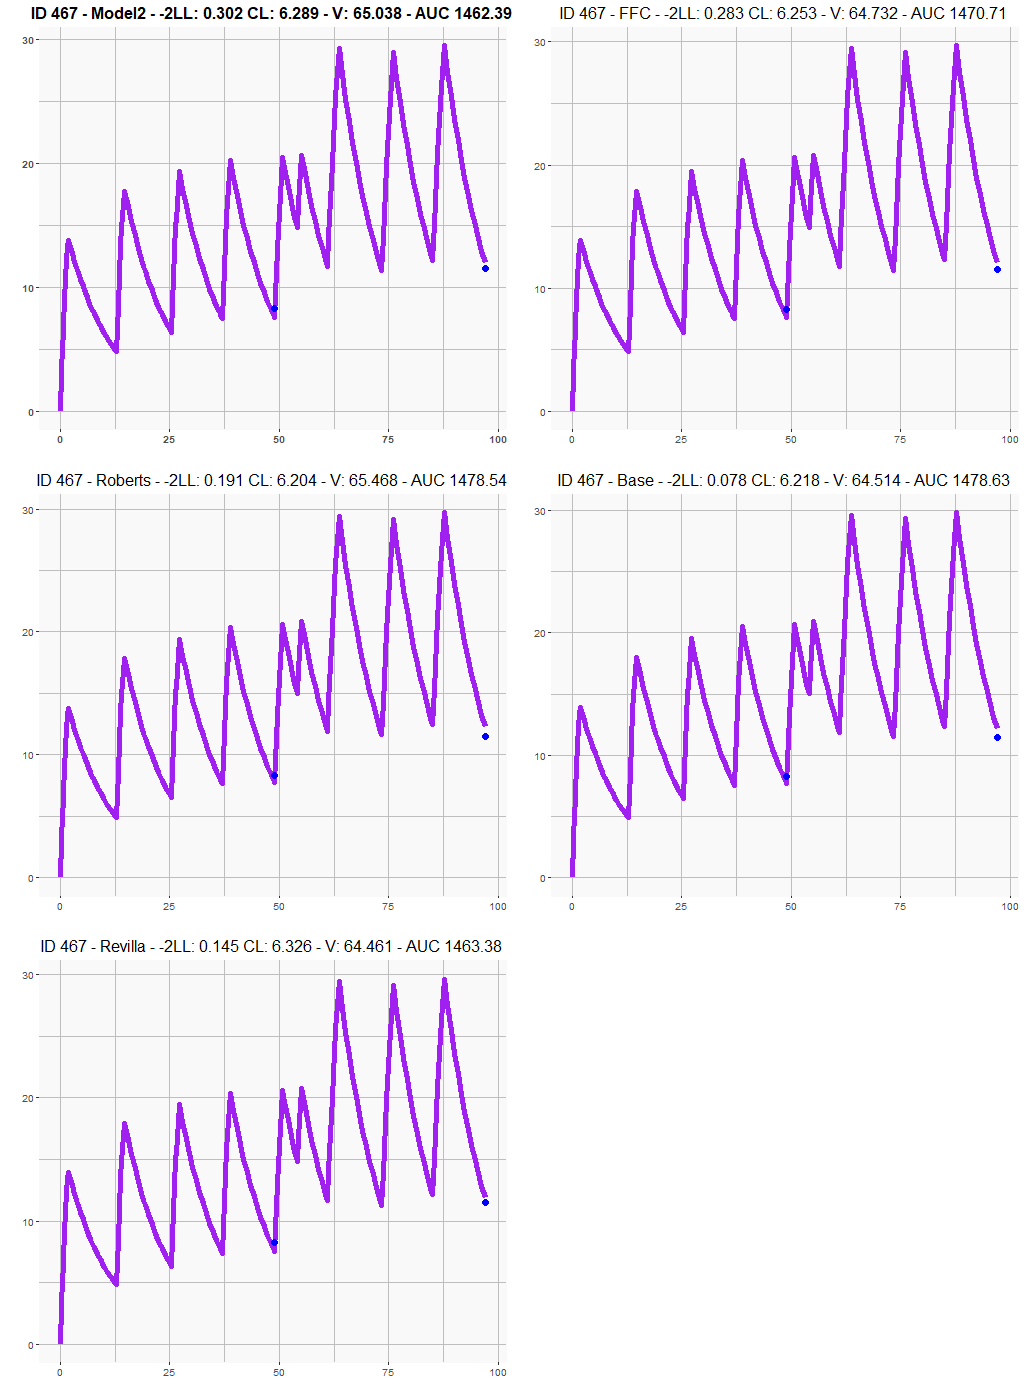 ID 467 - Model2 - -2LL: 0.302 CL: 6.289 - V: 65.038 - AUC 1462.39
30
20
10
0
0 25 50 75 100
ID 467 - FFC - -2LL: 0.283 CL: 6.253 - V: 64.732 - AUC 1470.71
30
20
10
0
0 25 50 75 100
ID 467 - Roberts - -2LL: 0.191 CL: 6.204 - V: 65.468 - AUC 1478.54
30
20
10
0
0 25 50 75 100
ID 467 - Base - -2LL: 0.078 CL: 6.218 - V: 64.514 - AUC 1478.63
30
20
10
0
0 25 50 75 100
ID 467 - Revilla - -2LL: 0.145 CL: 6.326 - V: 64.461 - AUC 1463.38
30
20
10
0
0 25 50 75 100